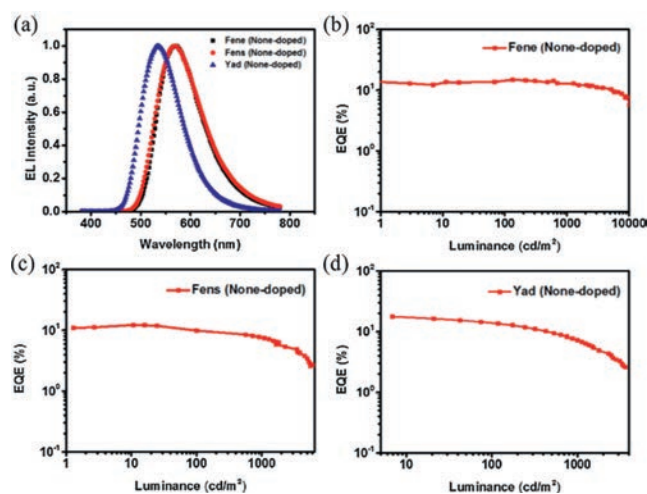 (a)
EL Intensity (a.u.)
1.0
0.8
0.6
0.4
0.2
0.0
Fene (None-doped)
Fens (None-doped)
Yad (None-doped)
400 500 600 700 800
Wavelength (nm)
(b)
EQE (%)
10²
10¹
10⁰
10⁻¹
Fene (None-doped)
1 10 100 1000 10000
Luminance (cd/m²)
(c)
EQE (%)
10²
10¹
10⁰
10⁻¹
Fens (None-doped)
1 10 100 1000
Luminance (cd/m²)
(d)
EQE (%)
10²
10¹
10⁰
10⁻¹
Yad (None-doped)
10 100 1000
Luminance (cd/m²)